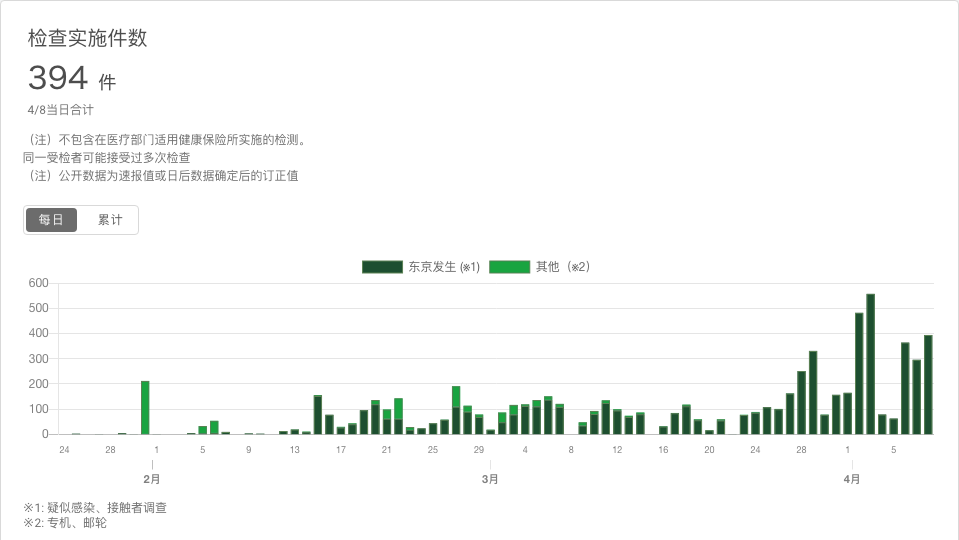 检查实施件数
394 件
4/8当日合计
（注）不包含在医疗部门适用健康保险所实施的检测。
同一受检者可能接受过多次检查
（注）公开数据为速报值或日后数据确定后的订正值
每日 累计
东京发生 (※1) 其他（※2）
600
500
400
300
200
100
0
24 28 1 5 9 13 17 21 25 29 4 8 12 16 20 24 28 1 5
2月 3月 4月
※1: 疑似感染、接触者调查
※2: 专机、邮轮